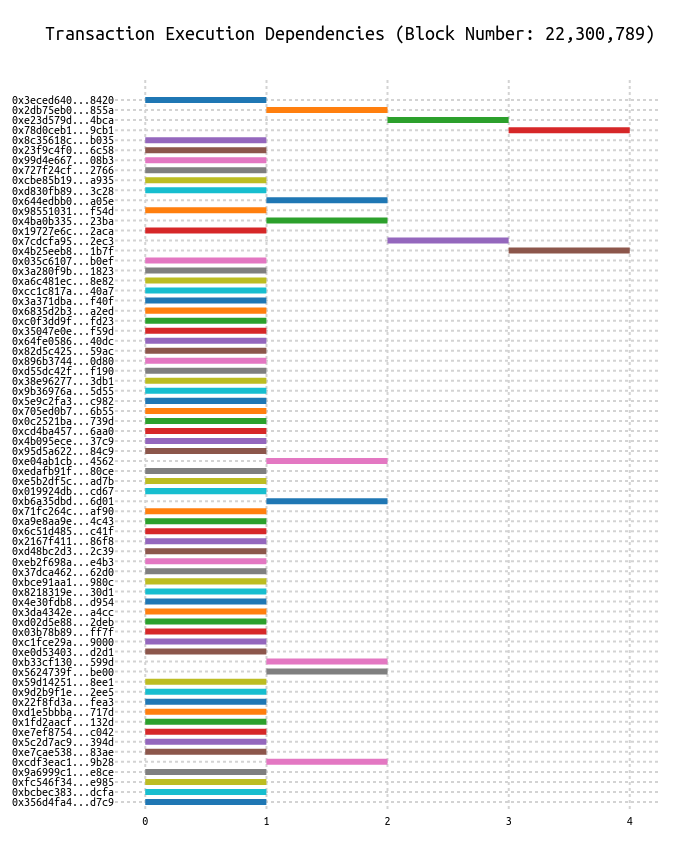 Transaction Execution Dependencies (Block Number: 22,300,789)
0x3eced640...8420
0x2db75eb0...855a
0xe23d579d...4bca
0x78d0ceb1...9cb1
0x8c35618c...b035
0x23f9c4f0...6c58
0x99d4e667...08b3
0x727f24cf...2766
0xcbe85b19...a935
0xd830fb89...3c28
0x644edbb0...a05e
0x98551031...f54d
0x4ba0b335...23ba
0x19727e6c...2aca
0x7cdcfa95...2ec3
0x4b25eeb8...1b7f
0x035c6107...b0ef
0x3a280f9b...1823
0xa6c481ec...8e82
0xcc1c817a...40a7
0x3a371dba...f40f
0x6835d2b3...a2ed
0xc0f3dd9f...fd23
0x35047e0e...f59d
0x64fe0586...40dc
0x82d5c425...59ac
0x896b3744...0d80
0xd55dc42f...f190
0x38e96277...3db1
0x9b36976a...5d55
0x5e9c2fa3...c982
0x705ed0b7...6b55
0x0c2521ba...739d
0xcd4ba457...6aa0
0x4b095ece...37c9
0x95d5a622...84c9
0xe04ab1cb...4562
0xedafb91f...80ce
0xe5b2df5c...ad7b
0x019924db...cd67
0xb6a35dbd...6d01
0x71fc264c...af90
0xa9e8aa9e...4c43
0x6c51d485...c41f
0x2167f411...86f8
0xd48bc2d3...2c39
0xeb2f698a...e4b3
0x37dca462...62d0
0xbce91aa1...980c
0x8218319e...30d1
0x4e30fdb8...d954
0x3da4342e...a4cc
0xd02d5e88...2deb
0x03b78b89...ff7f
0xc1fce29a...9000
0xe0d53403...d2d1
0xb33cf130...599d
0x5624739f...be00
0x59d14251...8ee1
0x9d2b9f1e...2ee5
0x22f8fd3a...fea3
0xd1e5bbba...717d
0x1fd2aacf...132d
0xe7ef8754...c042
0x5c2d7ac9...394d
0xe7cae538...83ae
0xcdf3eac1...9b28
0x9a6999c1...e8ce
0xfc546f34...e985
0xbcbec383...dcfa
0x356d4fa4...d7c9
0 1 2 3 4